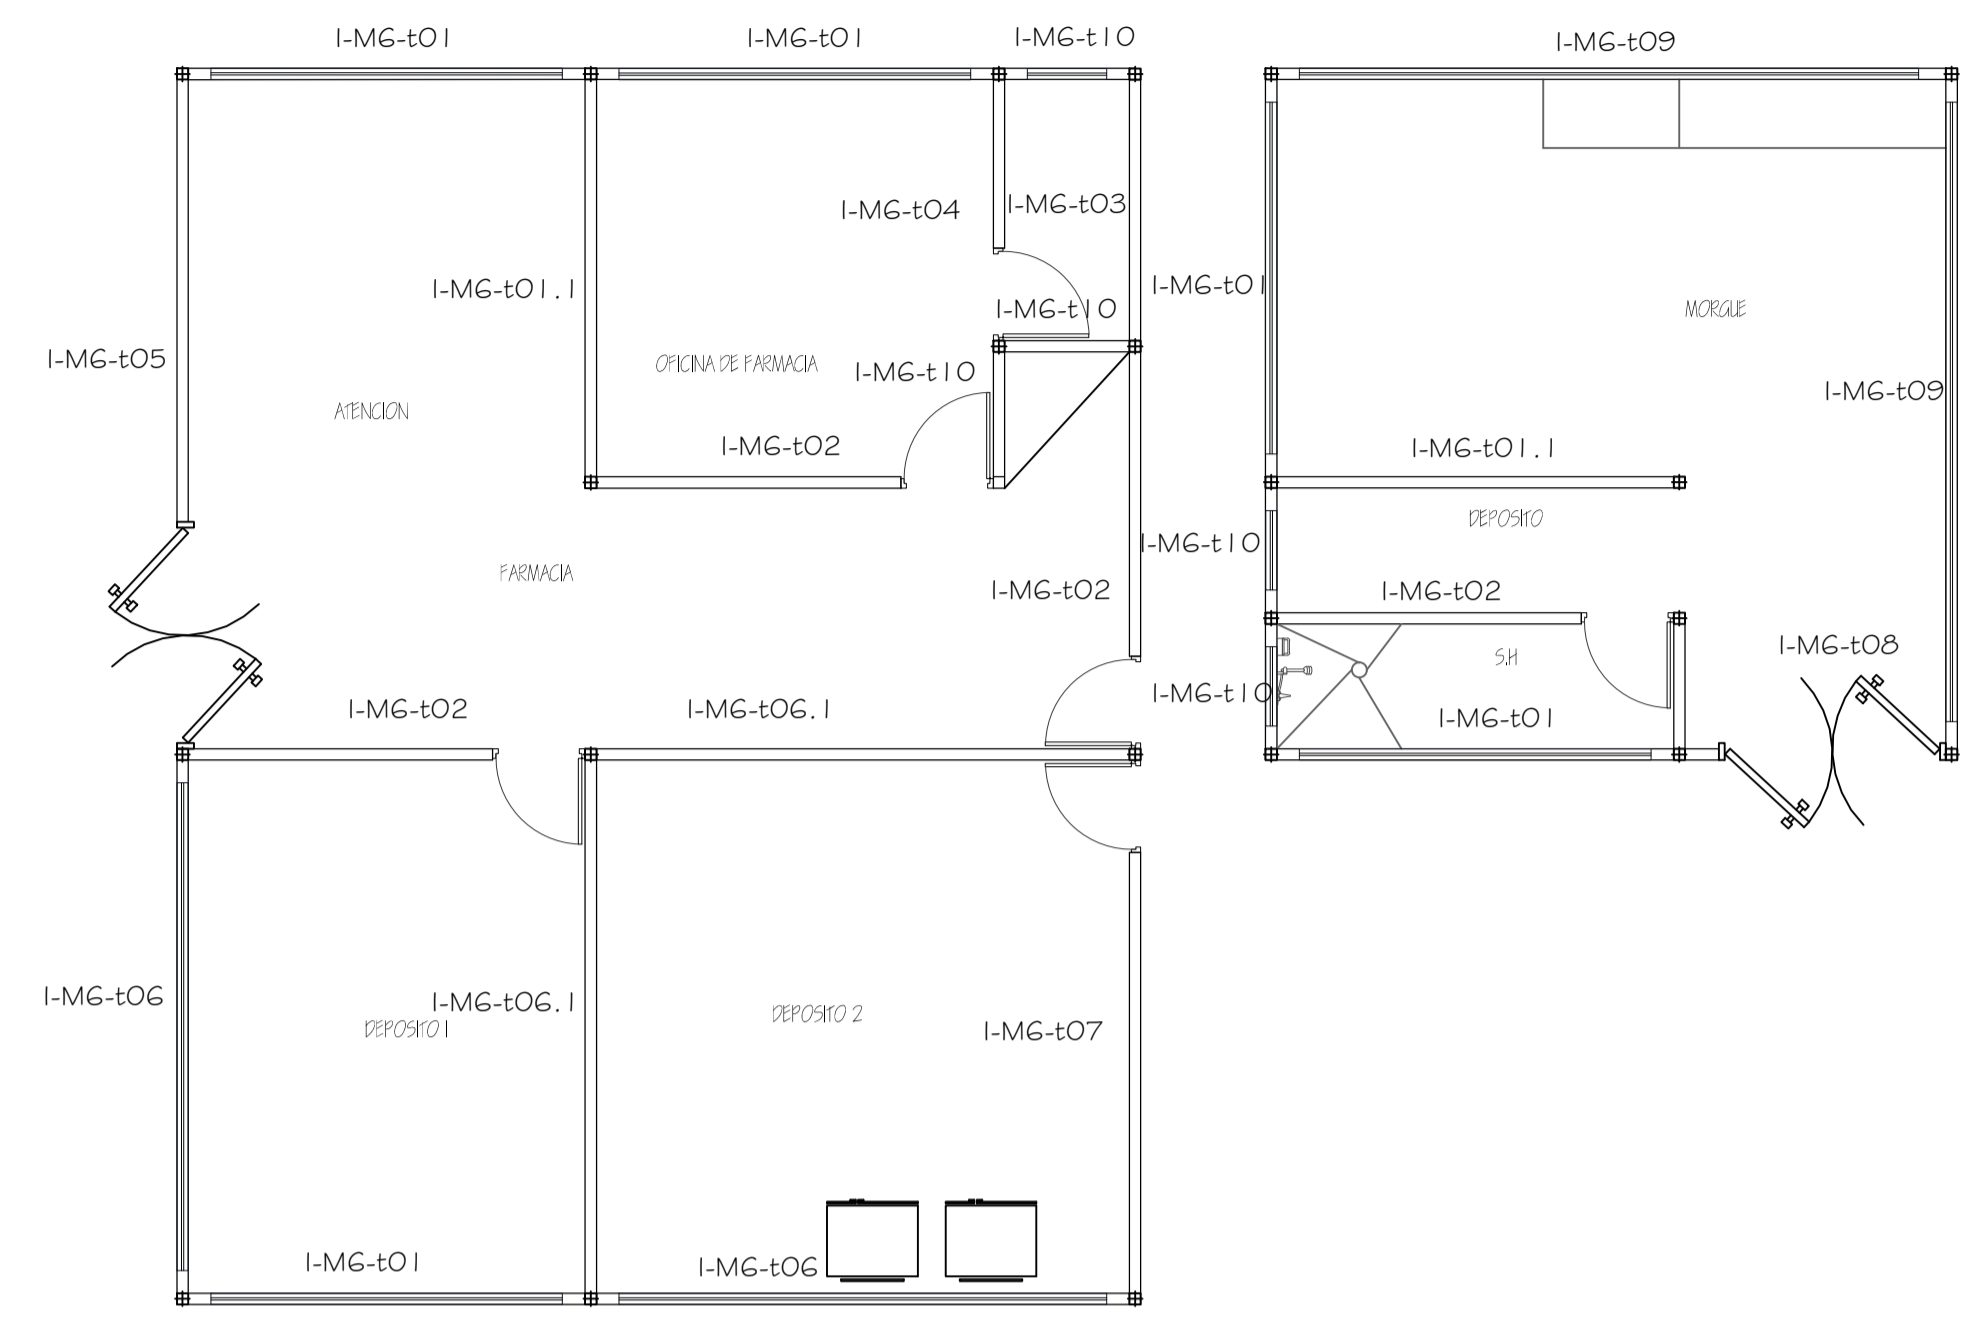 I-M6-t01
I-M6-t01
I-M6-t10
I-M6-t09
I-M6-t04
I-M6-t03
I-M6-t01.1
I-M6-t01
I-M6-t10
MORGUE
I-M6-t05
OFICINA DE FARMACIA
I-M6-t10
I-M6-t09
ATENCION
I-M6-t02
I-M6-t01.1
DEPOSITO
I-M6-t10
FARMACIA
I-M6-t02
I-M6-t02
I-M6-t08
S.H
I-M6-t10
I-M6-t02
I-M6-t06.1
I-M6-t01
I-M6-t06
I-M6-t06.1
DEPOSITO 1
DEPOSITO 2
I-M6-t07
I-M6-t01
I-M6-t06